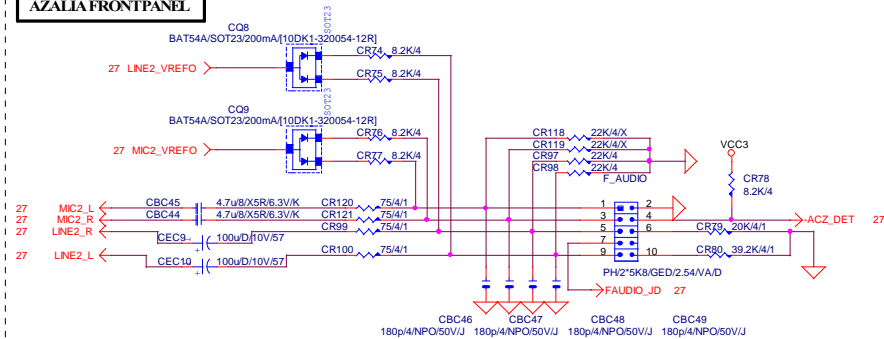 AZALIA FRONTPANEL
CQ8
BAT54A/SOT23/200mA/[10DK1-320054-12R]
SOT23
27 LINE2_VREFO
CR74 8.2K/4
CR75 8.2K/4
CQ9
BAT54A/SOT23/200mA/[10DK1-320054-12R]
SOT23
27 MIC2_VREFO
CR76 8.2K/4
CR77 8.2K/4
CR118 22K/4/X
CR119 22K/4/X
CR97 22K/4
CR98 22K/4
F_AUDIO
VCC3
CR78
8.2K/4
27 MIC2_L CBC45 4.7u/8/X5R/6.3V/K CR120 75/4/1 1 2
27 MIC2_R CBC44 4.7u/8/X5R/6.3V/K CR121 75/4/1 3 4 -ACZ_DET 27
27 LINE2_R CEC9 100u/D/10V/57 CR99 75/4/1 5 6 CR79 20K/4/1
7
27 LINE2_L CEC10 100u/D/10V/57 CR100 75/4/1 9 10 CR80 39.2K/4/1
+
+
PH/2*5K8/GED/2.54/VA/D
FAUDIO_JD 27
CBC46 CBC47 CBC48 CBC49
180p/4/NPO/50V/J 180p/4/NPO/50V/J 180p/4/NPO/50V/J 180p/4/NPO/50V/J